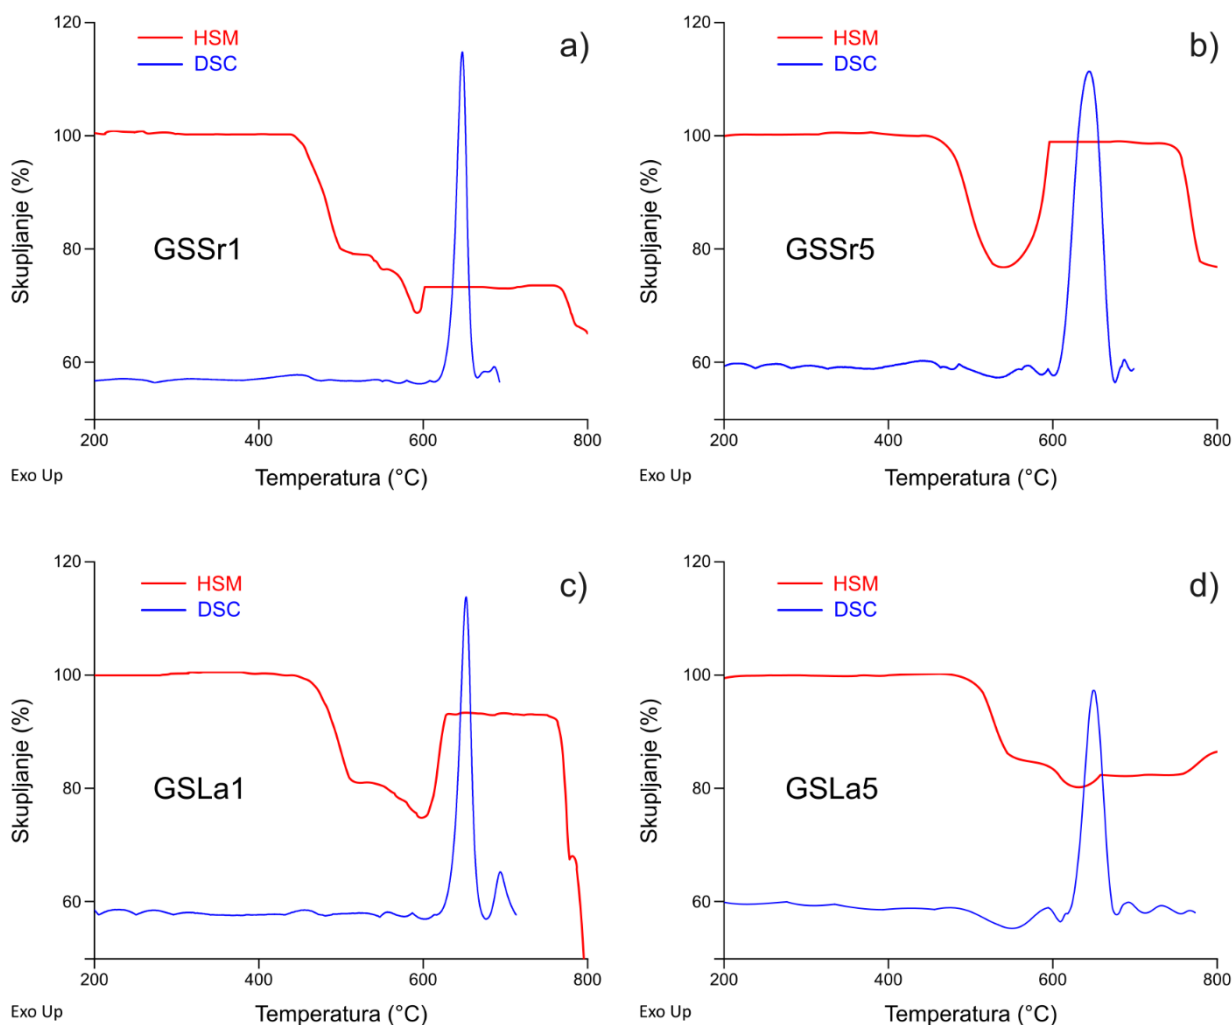 120
100
80
60
Skupljanje (%)
HSM
DSC
a)
GSSr1
200
400
600
800
Exo Up
Temperatura (°C)
120
100
80
60
Skupljanje (%)
HSM
DSC
b)
GSSr5
200
400
600
800
Exo Up
Temperatura (°C)
120
100
80
60
Skupljanje (%)
HSM
DSC
c)
GSLa1
200
400
600
800
Exo Up
Temperatura (°C)
120
100
80
60
Skupljanje (%)
HSM
DSC
d)
GSLa5
200
400
600
800
Exo Up
Temperatura (°C)